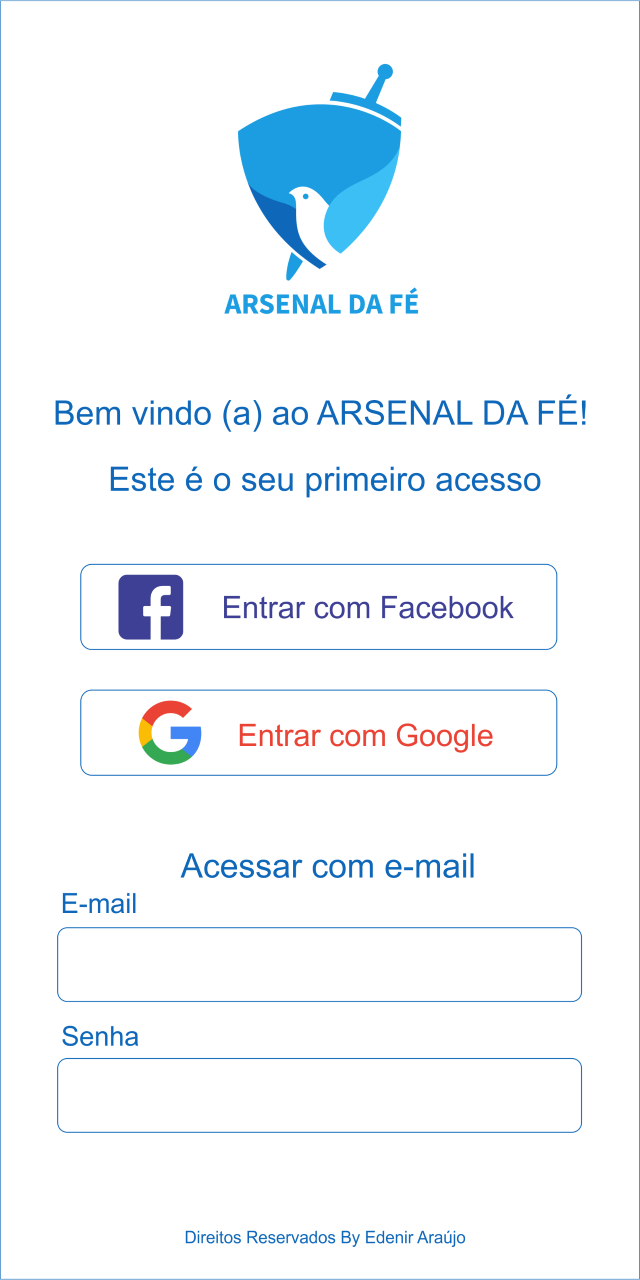 ARSENAL DA FÉ
Bem vindo (a) ao ARSENAL DA FÉ!
Este é o seu primeiro acesso
Entrar com Facebook
Entrar com Google
Acessar com e-mail
E-mail
Senha
Direitos Reservados By Edenir Araújo